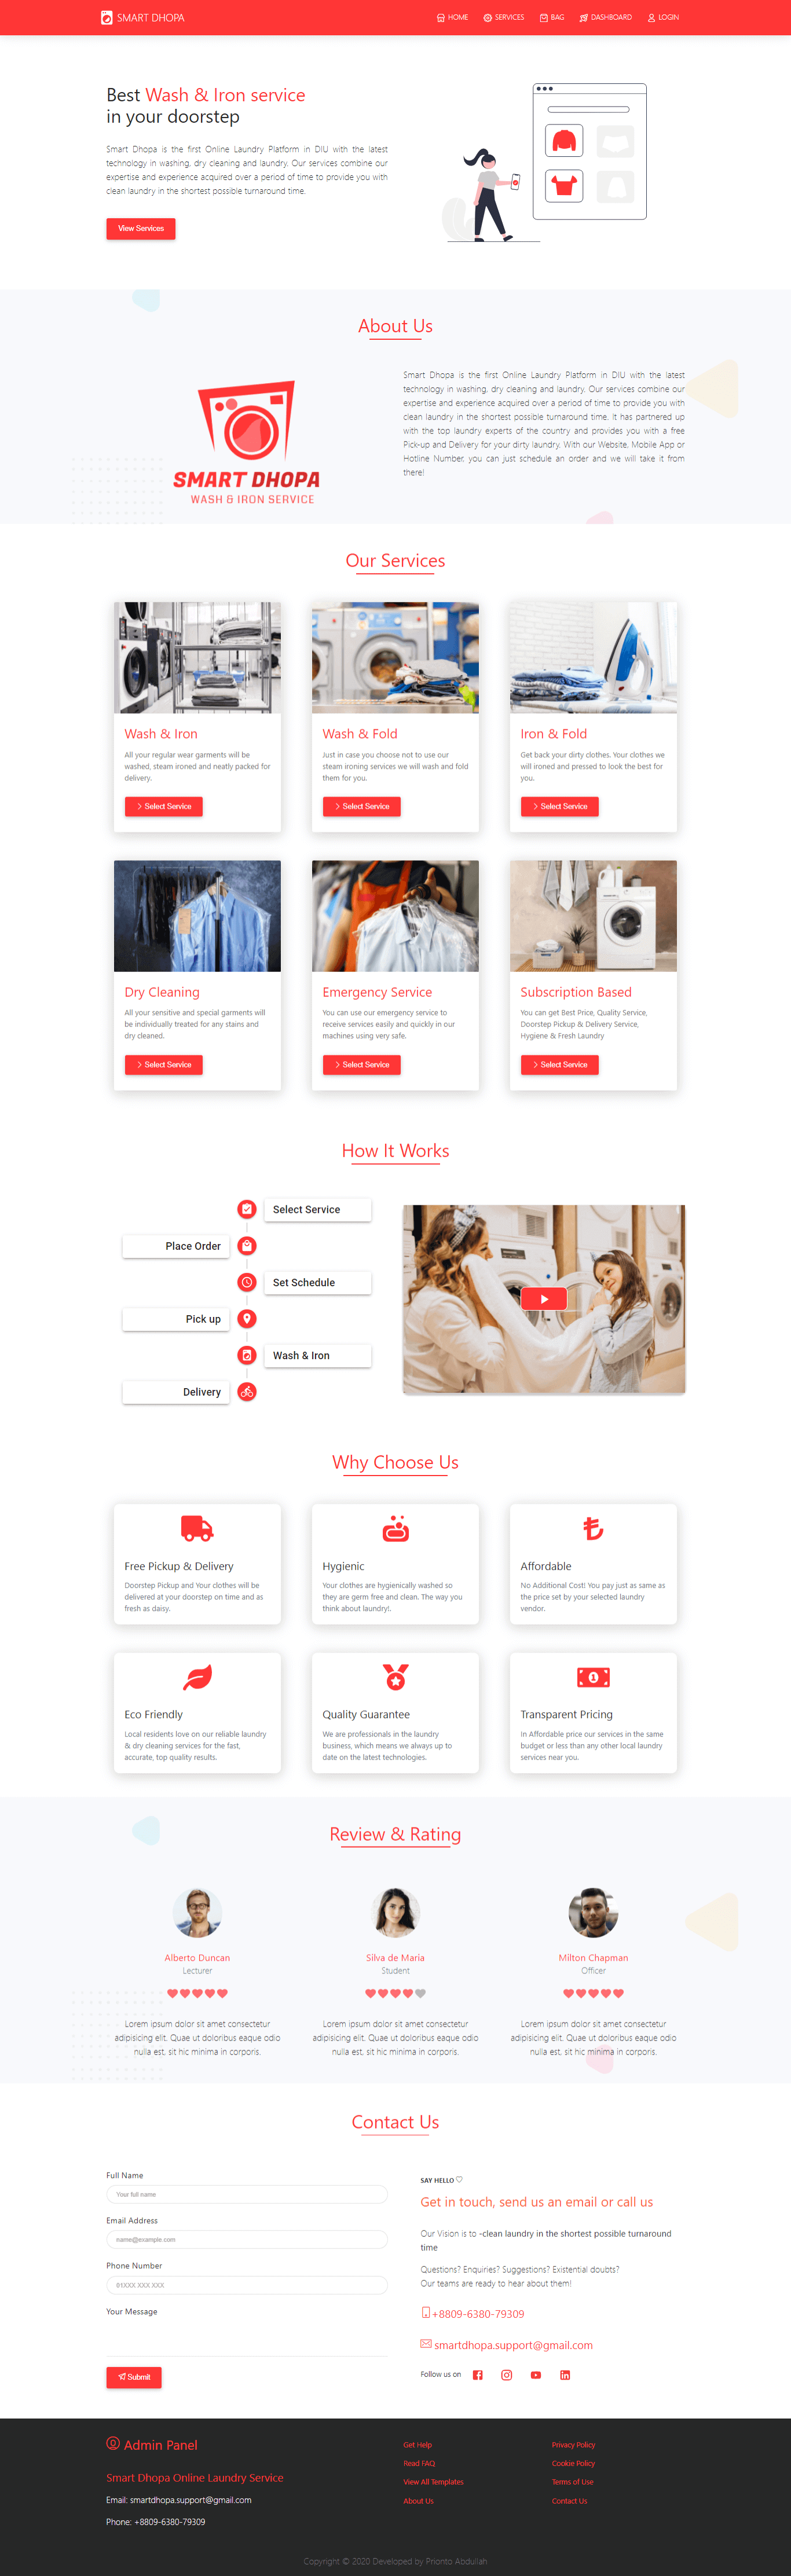 SMART DHOPA
HOME
SERVICES
BAG
DASHBOARD
LOGIN
Best Wash & Iron service
in your doorstep
Smart Dhopa is the first Online Laundry Platform in DIU with the latest
technology in washing, dry cleaning and laundry. Our services combine our
expertise and experience acquired over a period of time to provide you with
clean laundry in the shortest possible turnaround time.
View Services
About Us
SMART DHOPA
WASH & IRON SERVICE
Smart Dhopa is the first Online Laundry Platform in DIU with the latest
technology in washing, dry cleaning and laundry. Our services combine our
expertise and experience acquired over a period of time to provide you with
clean laundry in the shortest possible turnaround time. It has partnered up
with the top laundry experts of the country and provides you with a free
Pick-up and Delivery for your dirty laundry. With our Website, Mobile App or
Hotline Number, you can just schedule an order and we will take it from
there!
Our Services
Wash & Iron
All your regular wear garments will be
washed, steam ironed and neatly packed for
delivery.
Select Service
Wash & Fold
Just in case you choose not to use our
steam ironing services we will wash and fold
them for you.
Select Service
Iron & Fold
Get back your dirty clothes. Your clothes we
will ironed and pressed to look the best for
you.
Select Service
Dry Cleaning
All your sensitive and special garments will
be individually treated for any stains and
dry cleaned.
Select Service
Emergency Service
You can use our emergency service to
receive services easily and quickly in our
machines using very safe.
Select Service
Subscription Based
You can get Best Price, Quality Service,
Doorstep Pickup & Delivery Service,
Hygiene & Fresh Laundry
Select Service
How It Works
Select Service
Place Order
Set Schedule
Pick up
Wash & Iron
Delivery
Why Choose Us
Free Pickup & Delivery
Doorstep Pickup and Your clothes will be
delivered at your doorstep on time and as
fresh as daisy.
Hygienic
Your clothes are hygienically washed so
they are germ free and clean. The way you
think about laundry!.
Affordable
No Additional Cost! You pay just as same as
the price set by your selected laundry
vendor.
Eco Friendly
Local residents love on our reliable laundry
& dry cleaning services for the fast,
accurate, top quality results.
Quality Guarantee
We are professionals in the laundry
business, which means we always up to
date on the latest technologies.
Transparent Pricing
In Affordable price our services in the same
budget or less than any other local laundry
services near you.
Review & Rating
Alberto Duncan
Lecturer
Lorem ipsum dolor sit amet consectetur
adipisicing elit. Quae ut doloribus eaque odio
nulla est, sit hic minima in corporis.
Silva de Maria
Student
Lorem ipsum dolor sit amet consectetur
adipisicing elit. Quae ut doloribus eaque odio
nulla est, sit hic minima in corporis.
Milton Chapman
Officer
Lorem ipsum dolor sit amet consectetur
adipisicing elit. Quae ut doloribus eaque odio
nulla est, sit hic minima in corporis.
Contact Us
Full Name
Your full name
Email Address
name@example.com
Phone Number
01XXX XXX XXX
Your Message
Submit
SAY HELLO
Get in touch, send us an email or call us
Our Vision is to -clean laundry in the shortest possible turnaround
time
Questions? Enquiries? Suggestions? Existential doubts?
Our teams are ready to hear about them!
+8809-6380-79309
smartdhopa.support@gmail.com
Follow us on
Admin Panel
Smart Dhopa Online Laundry Service
Email: smartdhopa.support@gmail.com
Phone: +8809-6380-79309
Get Help
Read FAQ
View All Templates
About Us
Privacy Policy
Cookie Policy
Terms of Use
Contact Us
Copyright © 2020 Developed by Prionto Abdullah